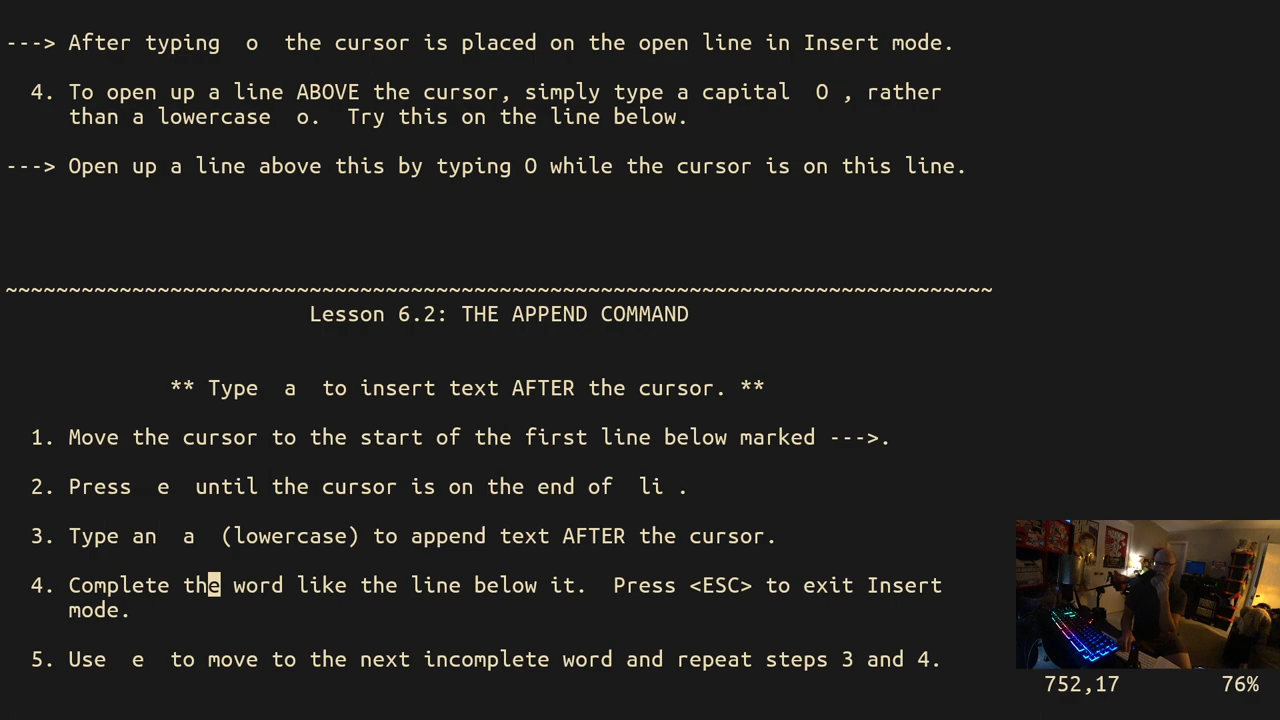 ---> After typing  o  the cursor is placed on the open line in Insert mode.
4. To open up a line ABOVE the cursor, simply type a capital  O , rather
than a lowercase  o.  Try this on the line below.
---> Open up a line above this by typing O while the cursor is on this line.
~~~~~~~~~~~~~~~~~~~~~~~~~~~~~~~~~~~~~~~~~~~~~~~~~~~~~~~~~~~~~~~~~~~~~~~~~~~~~~
Lesson 6.2: THE APPEND COMMAND
** Type  a  to insert text AFTER the cursor. **
1. Move the cursor to the start of the first line below marked --->.
2. Press  e  until the cursor is on the end of  li .
3. Type an  a  (lowercase) to append text AFTER the cursor.
4. Complete the word like the line below it.  Press <ESC> to exit Insert
mode.
5. Use  e  to move to the next incomplete word and repeat steps 3 and 4.
752,17 76%